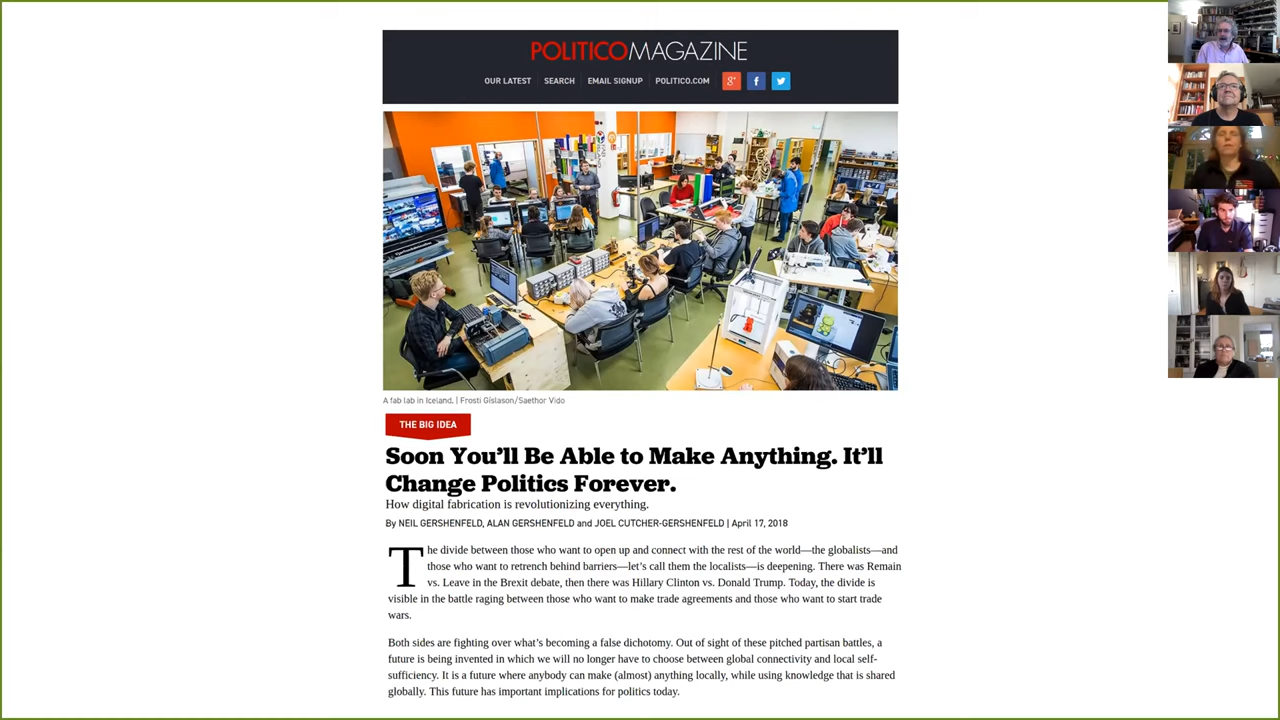 POLITICOMAGAZINE
OUR LATEST SEARCH EMAIL SIGNUP POLITICO.COM g+ f
A fab lab in Iceland. | Frosti Gíslason/Saethor Vido
THE BIG IDEA
Soon You’ll Be Able to Make Anything. It’ll
Change Politics Forever.
How digital fabrication is revolutionizing everything.
By NEIL GERSHENFELD, ALAN GERSHENFELD and JOEL CUTCHER-GERSHENFELD | April 17, 2018
The divide between those who want to open up and connect with the rest of the world—the globalists—and
those who want to retrench behind barriers—let’s call them the localists—is deepening. There was Remain
vs. Leave in the Brexit debate, then there was Hillary Clinton vs. Donald Trump. Today, the divide is
visible in the battle raging between those who want to make trade agreements and those who want to start trade
wars.
Both sides are fighting over what’s becoming a false dichotomy. Out of sight of these pitched partisan battles, a
future is being invented in which we will no longer have to choose between global connectivity and local self-
sufficiency. It is a future where anybody can make (almost) anything locally, while using knowledge that is shared
globally. This future has important implications for politics today.